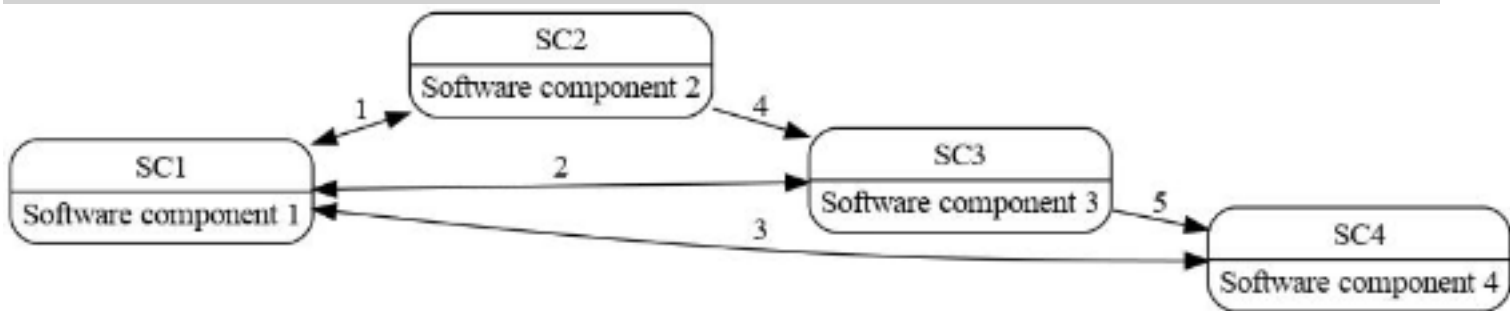 SC2
Software component 2
1
4
SC1
Software component 1
2
SC3
Software component 3
3
5
SC4
Software component 4